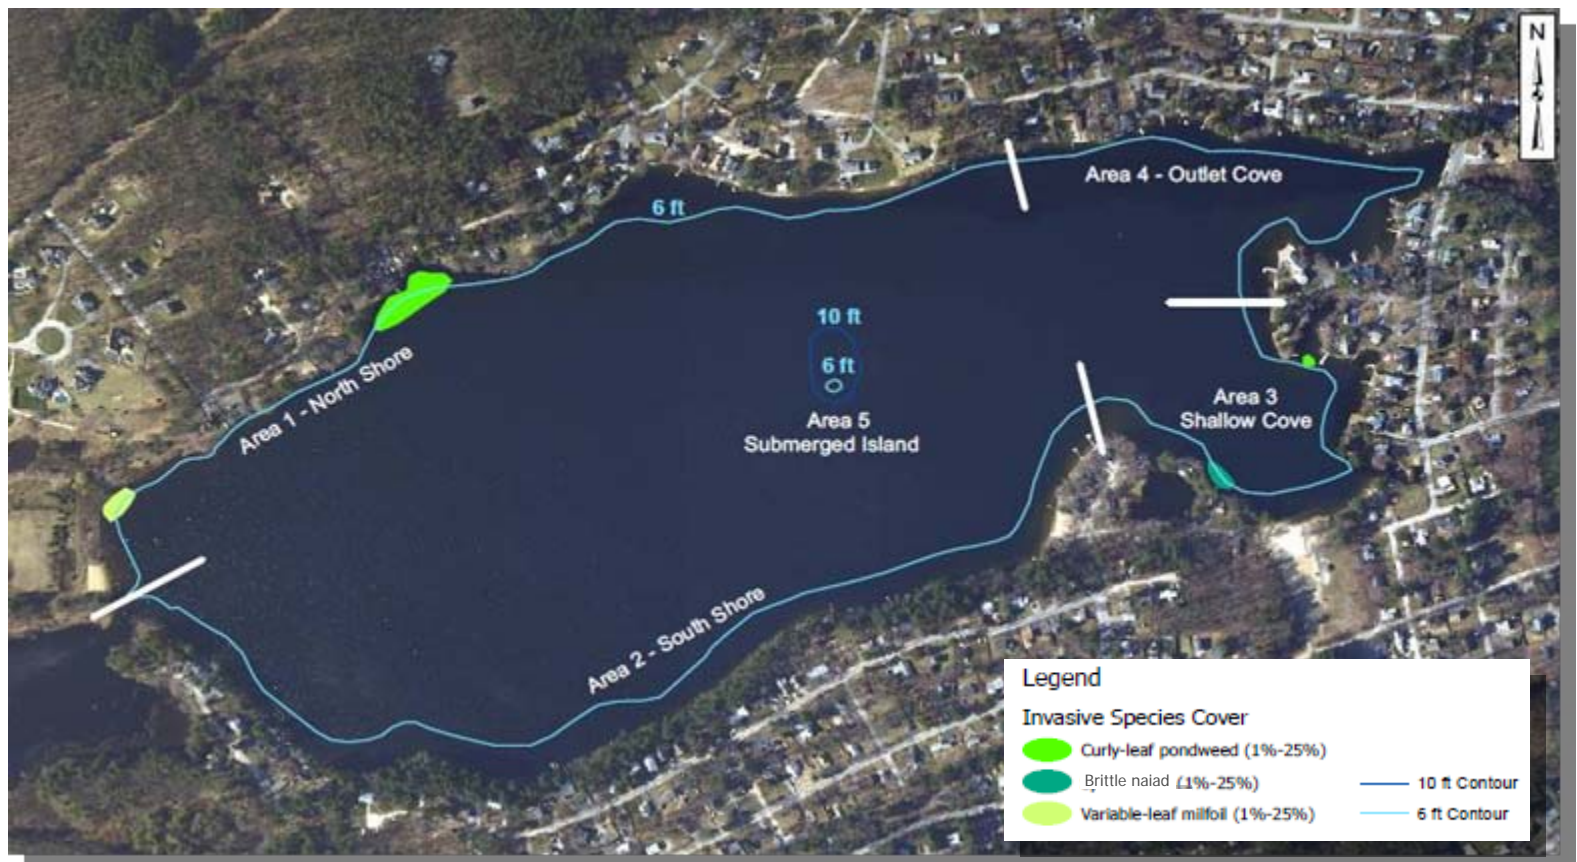 N
Area 4 - Outlet Cove
6 ft
10 ft
6 ft
Area 5
Submerged Island
Area 1 - North Shore
Area 3
Shallow Cove
Area 2 - South Shore
Legend
Invasive Species Cover
Curly-leaf pondweed (1%-25%)
Brittle naiad (1%-25%)
10 ft Contour
Variable-leaf milfoil (1%-25%)
6 ft Contour